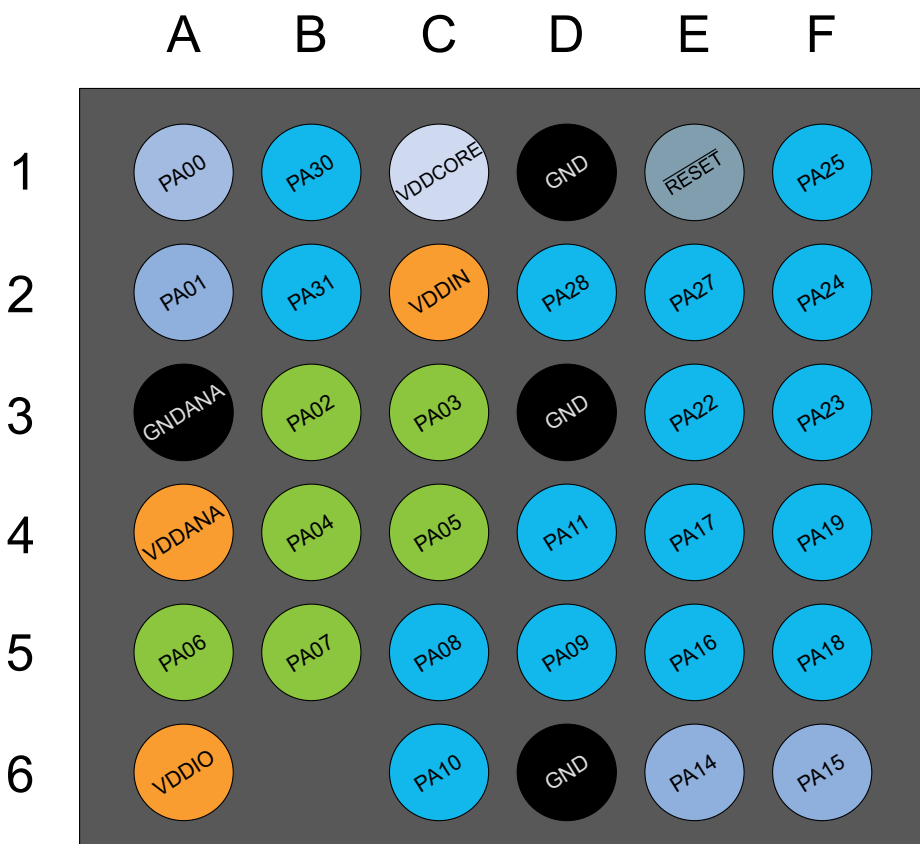 A B C D E F
1 PA00 PA30 VDDCORE GND RESET PA25
2 PA01 PA31 VDDIN PA28 PA27 PA24
3 GNDANA PA02 PA03 GND PA22 PA23
4 VDDANA PA04 PA05 PA11 PA17 PA19
5 PA06 PA07 PA08 PA09 PA16 PA18
6 VDDIO PA10 GND PA14 PA15